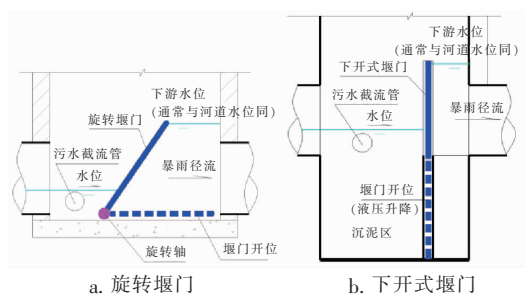 下游水位
(通常与河道水位同)
旋转堰门
污水截流管
水位
暴雨径流
堰门开位
旋转轴
a. 旋转堰门
下游水位
(通常与河道水位同)
下开式堰门
污水截流管
水位
暴雨径流
堰门开位
(液压升降)
沉泥区
b. 下开式堰门